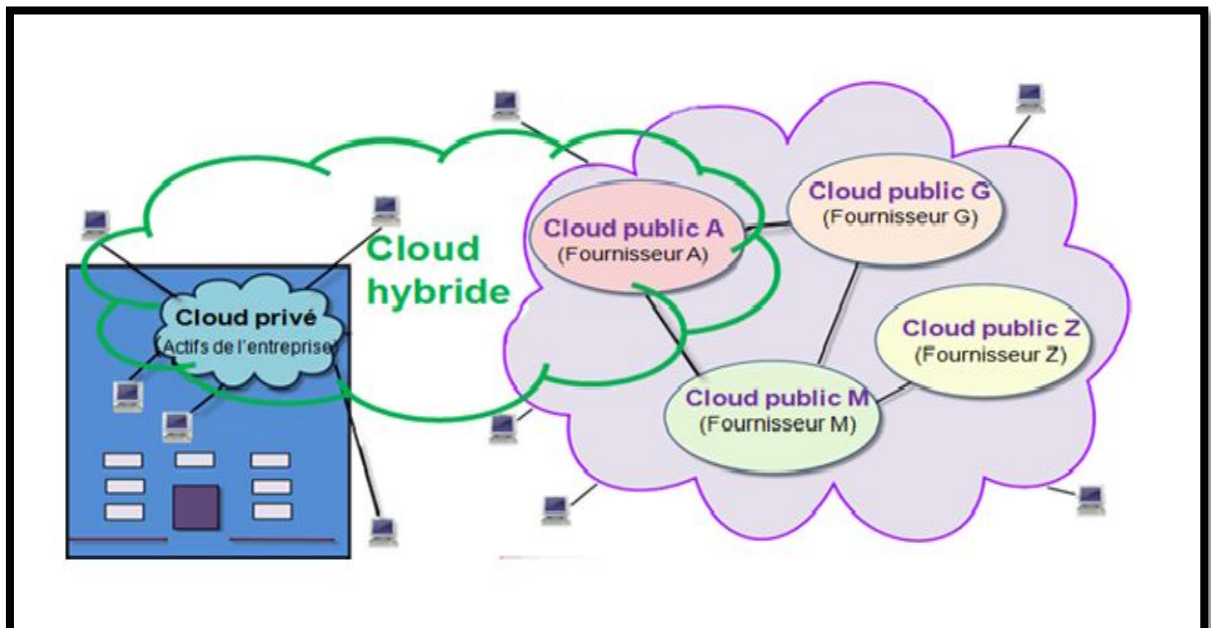 Cloud privé
Actifs de l'entreprise
Cloud
hybride
Cloud public A
(Fournisseur A)
Cloud public G
(Fournisseur G)
Cloud public Z
(Fournisseur Z)
Cloud public M
(Fournisseur M)